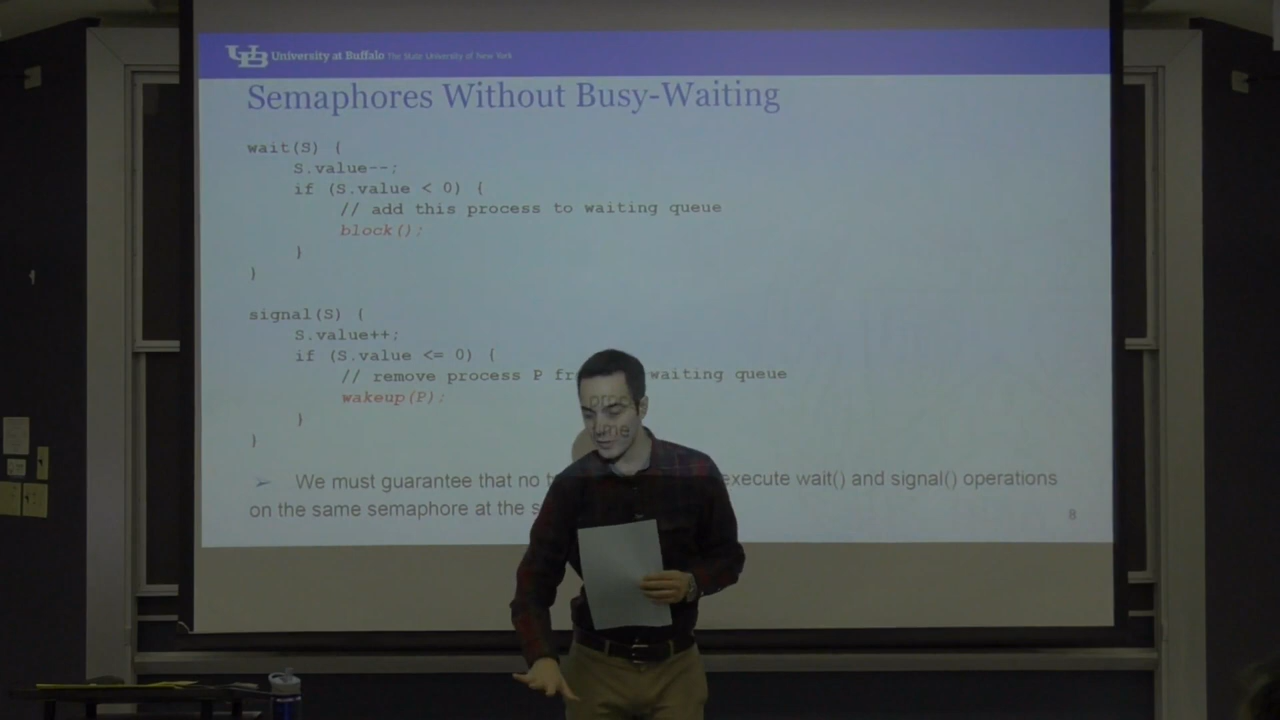 University at Buffalo The State University of New York
Semaphores Without Busy-Waiting
wait(S) {
S.value--;
if (S.value < 0) {
// add this process to waiting queue
block();
}
}
signal(S) {
S.value++;
if (S.value <= 0) {
// remove process P fr waiting queue
wakeup(P);
}
}
➢ We must guarantee that no t execute wait() and signal() operations
on the same semaphore at the s
8